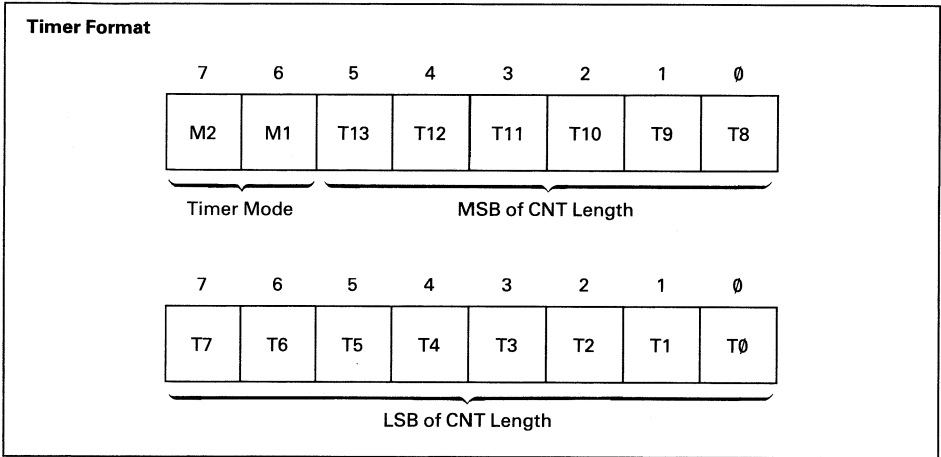 Timer Format
7 6 5 4 3 2 1 Ø
M2 M1 T13 T12 T11 T10 T9 T8
Timer Mode MSB of CNT Length
7 6 5 4 3 2 1 Ø
T7 T6 T5 T4 T3 T2 T1 TØ
LSB of CNT Length